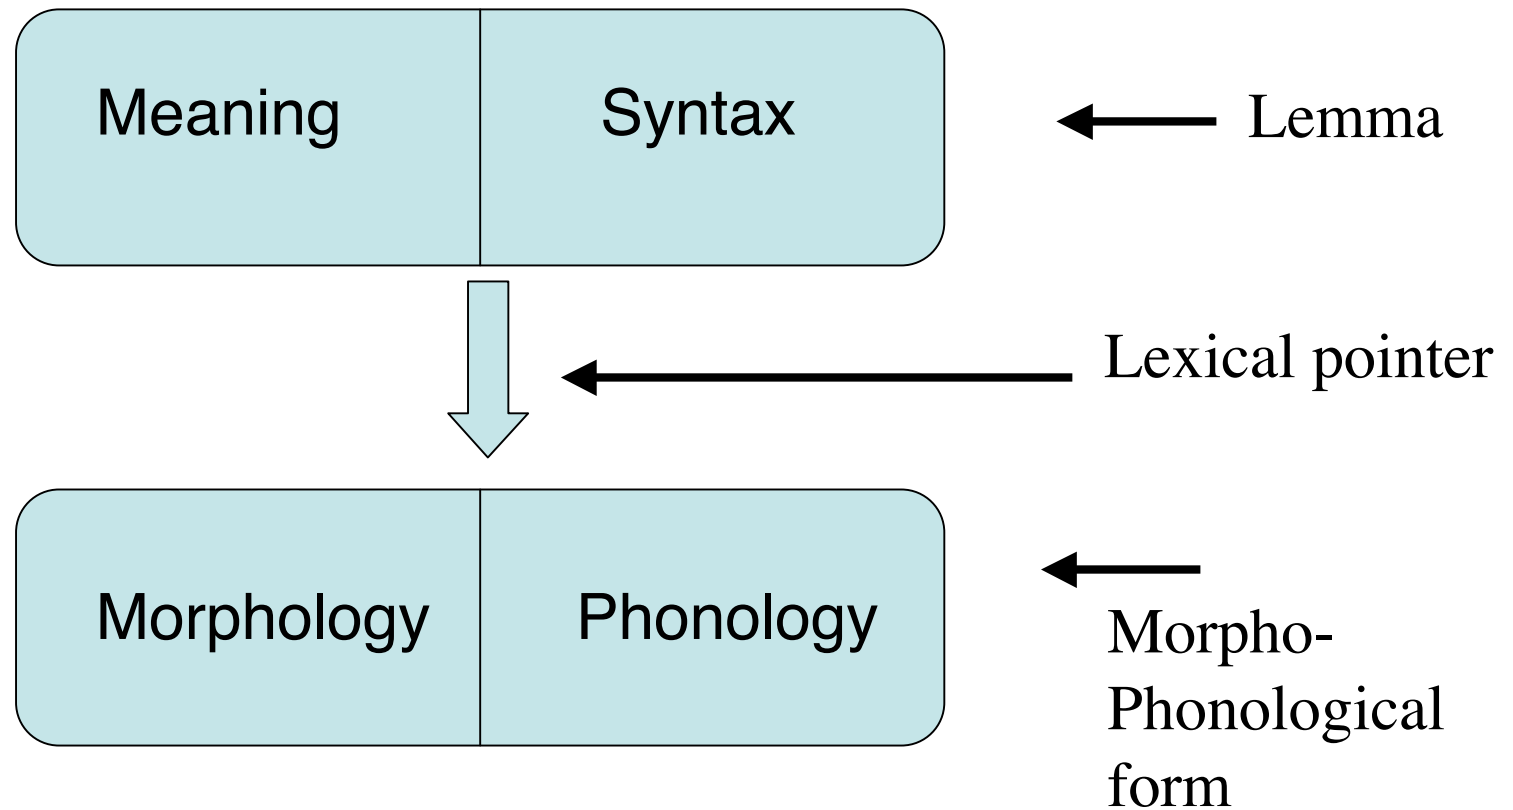 Meaning Syntax
Lemma
Lexical pointer
Morphology Phonology
Morpho-
Phonological
form